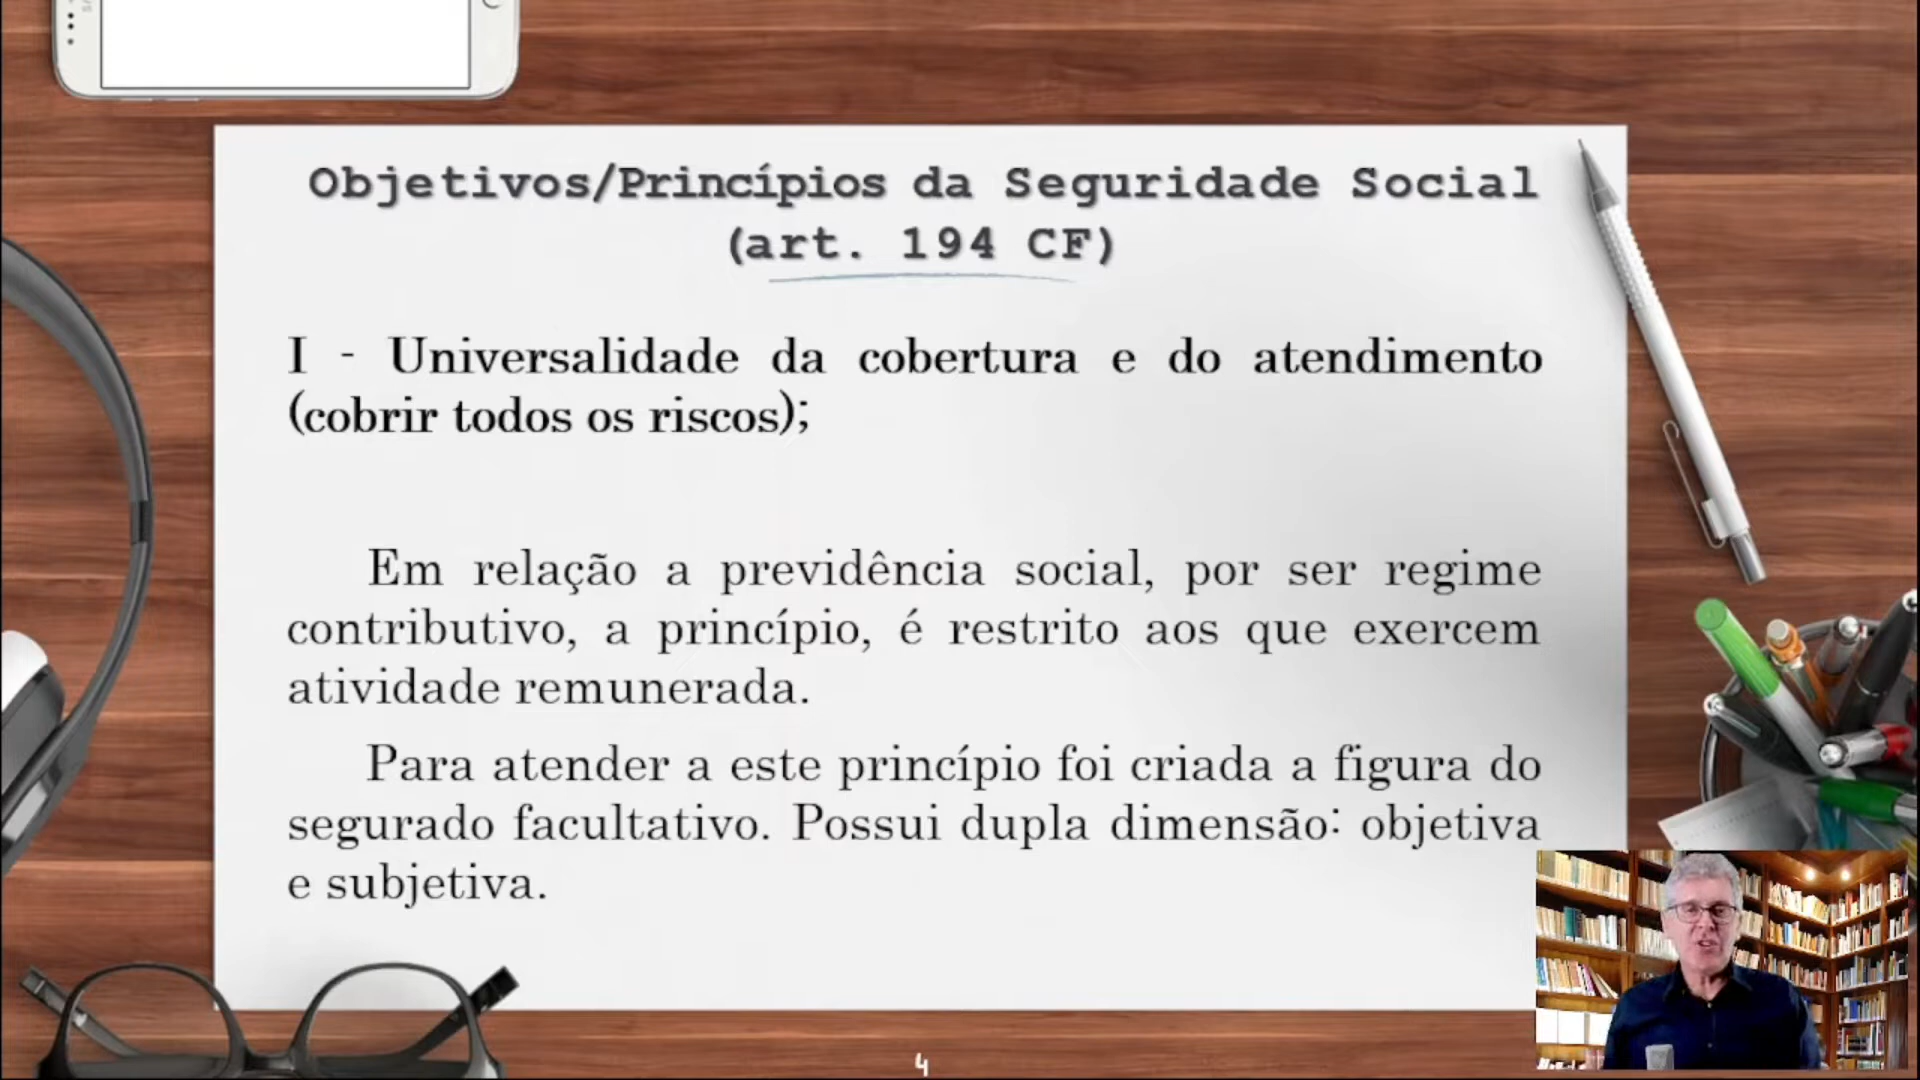 Objetivos/Princípios da Seguridade Social
(art. 194 CF)
I - Universalidade da cobertura e do atendimento
(cobrir todos os riscos);
Em relação a previdência social, por ser regime
contributivo, a princípio, é restrito aos que exercem
atividade remunerada.
Para atender a este princípio foi criada a figura do
segurado facultativo. Possui dupla dimensão: objetiva
e subjetiva.
4